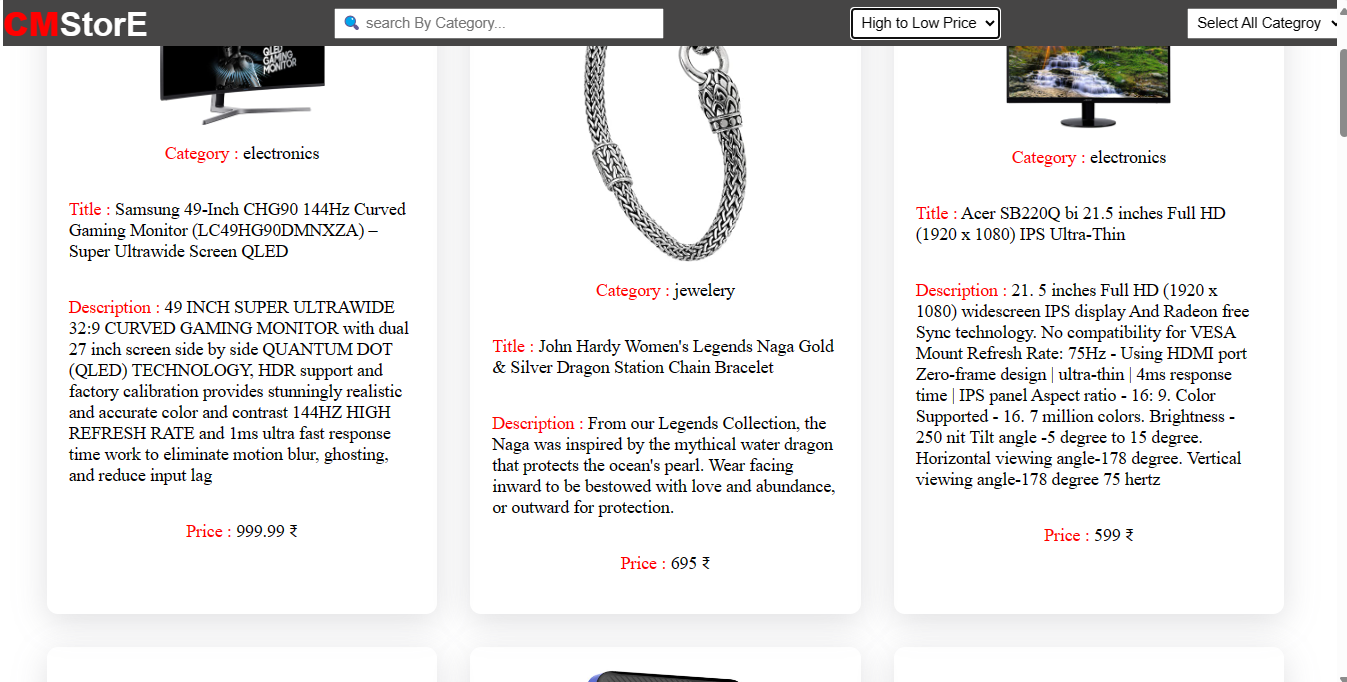 CMStorE
search By Category...
High to Low Price
Select All Categroy
QLED
GAMING
MONITOR
Category : electronics
Title : Samsung 49-Inch CHG90 144Hz Curved
Gaming Monitor (LC49HG90DMNXZA) –
Super Ultrawide Screen QLED
Description : 49 INCH SUPER ULTRAWIDE
32:9 CURVED GAMING MONITOR with dual
27 inch screen side by side QUANTUM DOT
(QLED) TECHNOLOGY, HDR support and
factory calibration provides stunningly realistic
and accurate color and contrast 144HZ HIGH
REFRESH RATE and 1ms ultra fast response
time work to eliminate motion blur, ghosting,
and reduce input lag
Price : 999.99 ₹
Category : jewelery
Title : John Hardy Women's Legends Naga Gold
& Silver Dragon Station Chain Bracelet
Description : From our Legends Collection, the
Naga was inspired by the mythical water dragon
that protects the ocean's pearl. Wear facing
inward to be bestowed with love and abundance,
or outward for protection.
Price : 695 ₹
Category : electronics
Title : Acer SB220Q bi 21.5 inches Full HD
(1920 x 1080) IPS Ultra-Thin
Description : 21. 5 inches Full HD (1920 x
1080) widescreen IPS display And Radeon free
Sync technology. No compatibility for VESA
Mount Refresh Rate: 75Hz - Using HDMI port
Zero-frame design | ultra-thin | 4ms response
time | IPS panel Aspect ratio - 16: 9. Color
Supported - 16. 7 million colors. Brightness -
250 nit Tilt angle -5 degree to 15 degree.
Horizontal viewing angle-178 degree. Vertical
viewing angle-178 degree 75 hertz
Price : 599 ₹